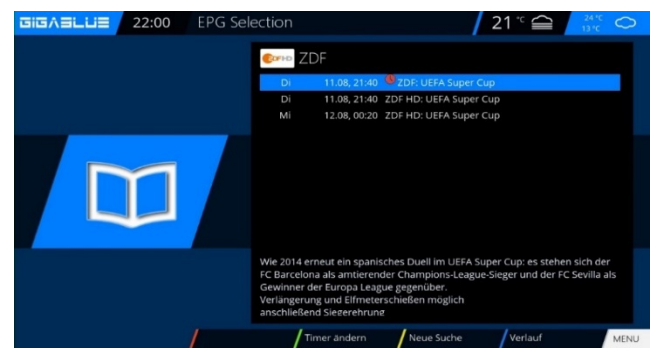 GIGABLUE 22:00 EPG Selection 21 °C 24 °C
13 °C
ZDF HD ZDF
Di 11.08, 21:40 ZDF: UEFA Super Cup
Di 11.08, 21:40 ZDF HD: UEFA Super Cup
Mi 12.08, 00:20 ZDF HD: UEFA Super Cup
Wie 2014 erneut ein spanisches Duell im UEFA Super Cup: es stehen sich der
FC Barcelona als amtierender Champions-League-Sieger und der FC Sevilla als
Gewinner der Europa League gegenüber.
Verlängerung und Elfmeterschießen möglich
anschließend Siegerehrung
Timer ändern Neue Suche Verlauf MENU